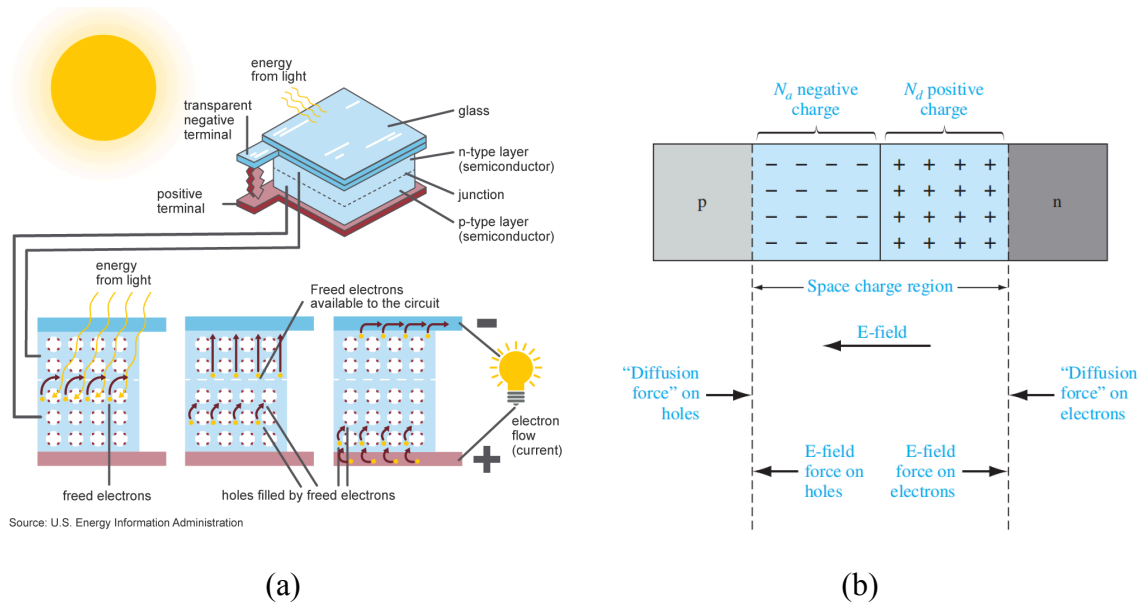 energy
from light
transparent
negative
terminal
glass
n-type layer
(semiconductor)
junction
positive
terminal
p-type layer
(semiconductor)
energy
from light
Freed electrons
available to the circuit
−
+
electron
flow
(current)
freed electrons
holes filled by freed electrons
Source: U.S. Energy Information Administration
(a)
Na negative
charge
Nd positive
charge
p
− − − − + + + +
− − − − + + + +
− − − − + + + +
− − − − + + + +
n
Space charge region
E-field
“Diffusion
force” on
holes
“Diffusion
force” on
electrons
E-field
force on
holes
E-field
force on
electrons
(b)